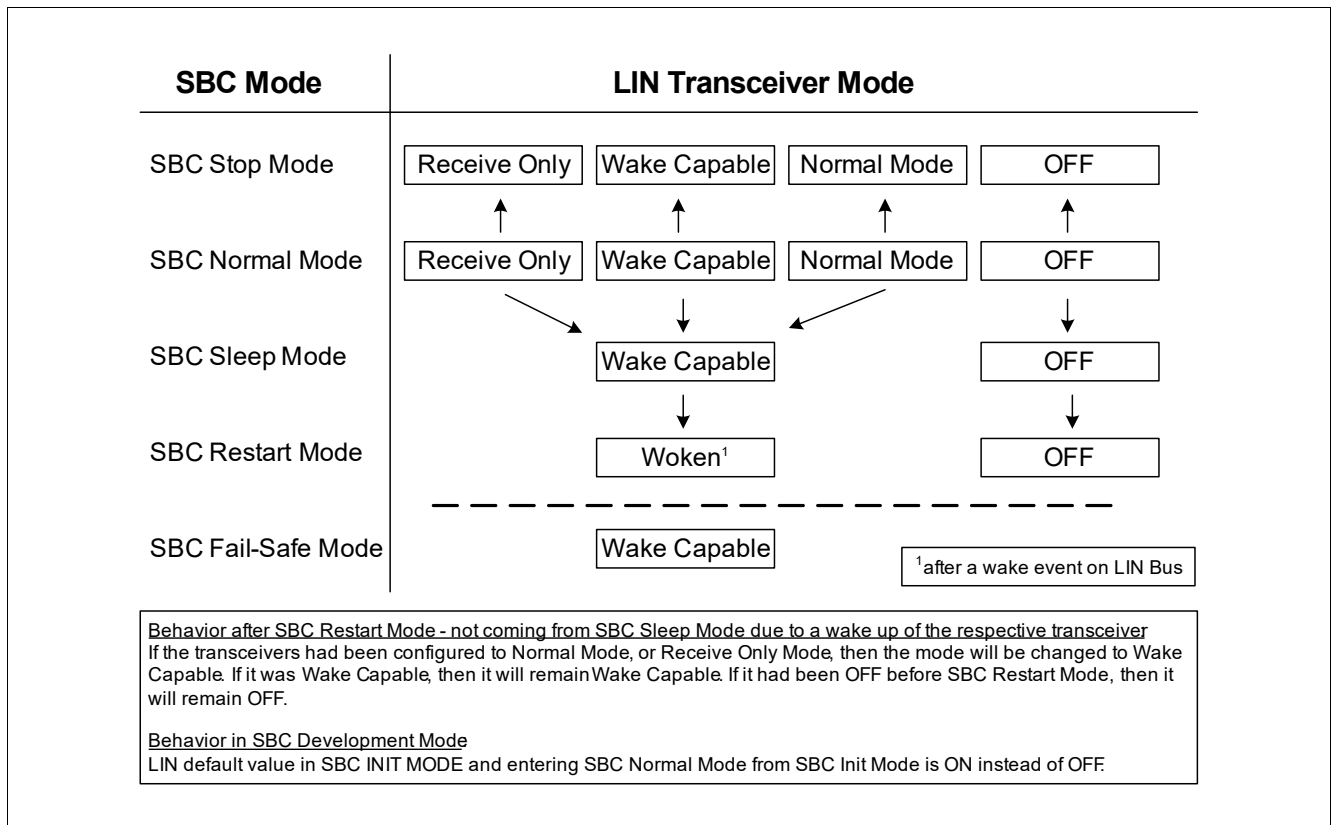 SBC Mode LIN Transceiver Mode
SBC Stop Mode Receive Only Wake Capable Normal Mode OFF
SBC Normal Mode Receive Only Wake Capable Normal Mode OFF
SBC Sleep Mode Wake Capable OFF
SBC Restart Mode Woken¹ OFF
SBC Fail-Safe Mode Wake Capable
¹after a wake event on LIN Bus
Behavior after SBC Restart Mode - not coming from SBC Sleep Mode due to a wake up of the respective transceiver
If the transceivers had been configured to Normal Mode, or Receive Only Mode, then the mode will be changed to Wake
Capable. If it was Wake Capable, then it will remain Wake Capable. If it had been OFF before SBC Restart Mode, then it
will remain OFF.
Behavior in SBC Development Mode
LIN default value in SBC INIT MODE and entering SBC Normal Mode from SBC Init Mode is ON instead of OFF.